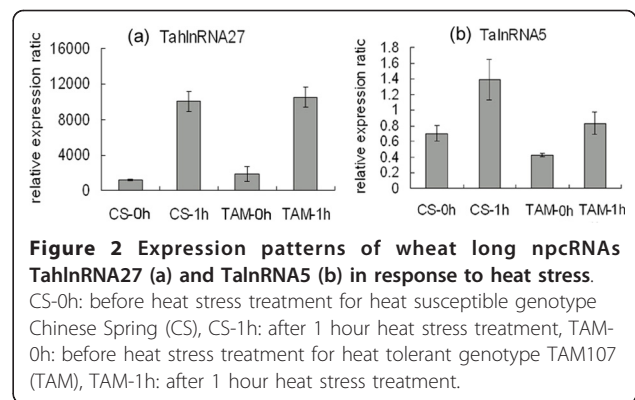 (a) TahlnRNA27
relative expression ratic
16000
12000
8000
4000
0
CS-0h CS-1h TAM-0h TAM-1h
(b) TalnRNA5
relative expression ratic
1.8
1.6
1.4
1.2
1
0.8
0.6
0.4
0.2
0
CS-0h CS-1h TAM-0h TAM-1h
Figure 2 Expression patterns of wheat long npcRNAs
TahlnRNA27 (a) and TalnRNA5 (b) in response to heat stress.
CS-0h: before heat stress treatment for heat susceptible genotype
Chinese Spring (CS), CS-1h: after 1 hour heat stress treatment, TAM-
0h: before heat stress treatment for heat tolerant genotype TAM107
(TAM), TAM-1h: after 1 hour heat stress treatment.